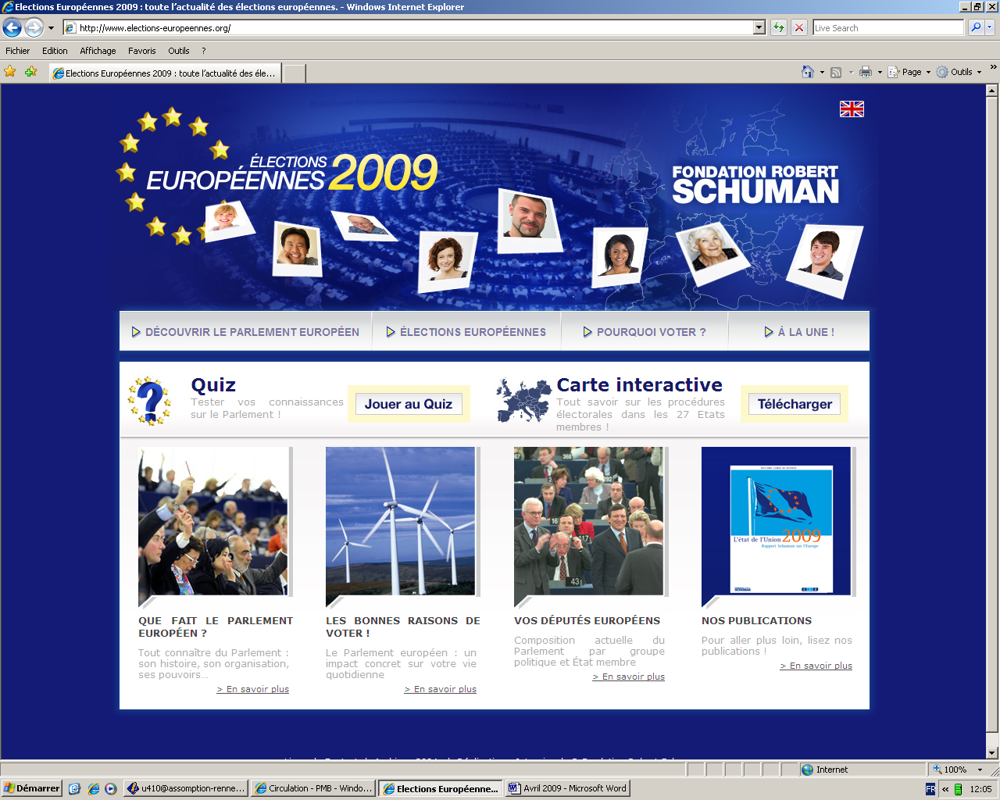 Elections Européennes 2009 : toute l'actualité des élections européennes. - Windows Internet Explorer
http://www.elections-europeennes.org/
Live Search
Fichier Edition Affichage Favoris Outils ?
Elections Européennes 2009 : toute l'actualité des éle...
Page Outils
ÉLECTIONS
EUROPÉENNES 2009
FONDATION ROBERT
SCHUMAN
DÉCOUVRIR LE PARLEMENT EUROPÉEN
ÉLECTIONS EUROPÉENNES
POURQUOI VOTER ?
À LA UNE !
Quiz
Tester vos connaissances
sur le Parlement !
Jouer au Quiz
Carte interactive
Tout savoir sur les procédures
électorales dans les 27 Etats
membres !
Télécharger
43
L'état de l'Union 2009
Rapport Schuman sur l'Europe
SCHUMAN
QUE FAIT LE PARLEMENT
EUROPÉEN ?
Tout connaître du Parlement :
son histoire, son organisation,
ses pouvoirs...
> En savoir plus
LES BONNES RAISONS DE
VOTER !
Le Parlement européen : un
impact concret sur votre vie
quotidienne
> En savoir plus
VOS DÉPUTÉS EUROPÉENS
Composition actuelle du
Parlement par groupe
politique et État membre
> En savoir plus
NOS PUBLICATIONS
Pour aller plus loin, lisez nos
publications !
> En savoir plus
Internet
100%
Démarrer
u410@assomption-renne...
Circulation - PMB - Windo...
Elections Européenne...
Avril 2009 - Microsoft Word
FR
12:05